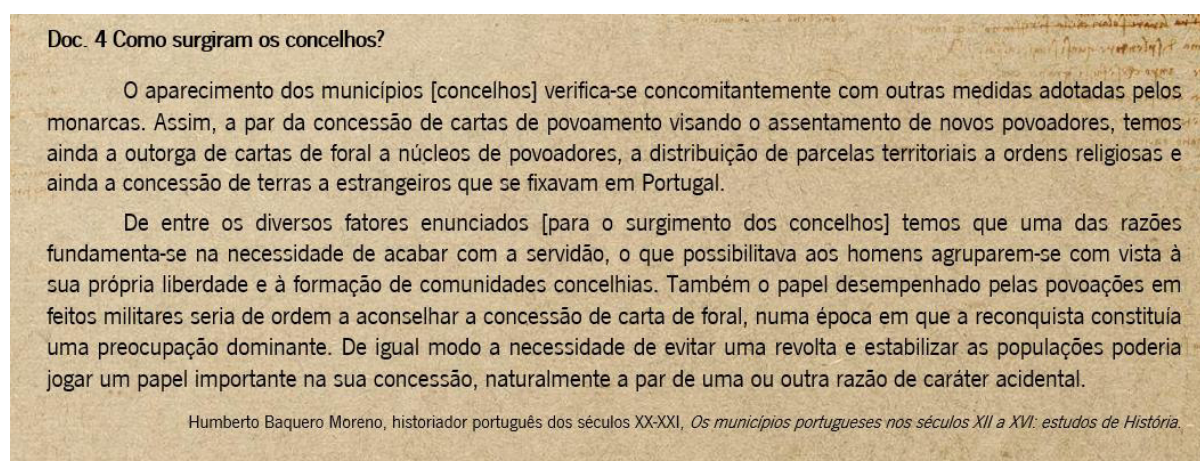 Doc. 4 Como surgiram os concelhos?
O aparecimento dos municípios [concelhos] verifica-se concomitantemente com outras medidas adotadas pelos
monarcas. Assim, a par da concessão de cartas de povoamento visando o assentamento de novos povoadores, temos
ainda a outorga de cartas de foral a núcleos de povoadores, a distribuição de parcelas territoriais a ordens religiosas e
ainda a concessão de terras a estrangeiros que se fixavam em Portugal.
De entre os diversos fatores enunciados [para o surgimento dos concelhos] temos que uma das razões
fundamenta-se na necessidade de acabar com a servidão, o que possibilitava aos homens agruparem-se com vista à
sua própria liberdade e à formação de comunidades concelhias. Também o papel desempenhado pelas povoações em
feitos militares seria de ordem a aconselhar a concessão de carta de foral, numa época em que a reconquista constituía
uma preocupação dominante. De igual modo a necessidade de evitar uma revolta e estabilizar as populações poderia
jogar um papel importante na sua concessão, naturalmente a par de uma ou outra razão de caráter acidental.
Humberto Baquero Moreno, historiador português dos séculos XX-XXI, Os municípios portugueses nos séculos XII a XVI: estudos de História.